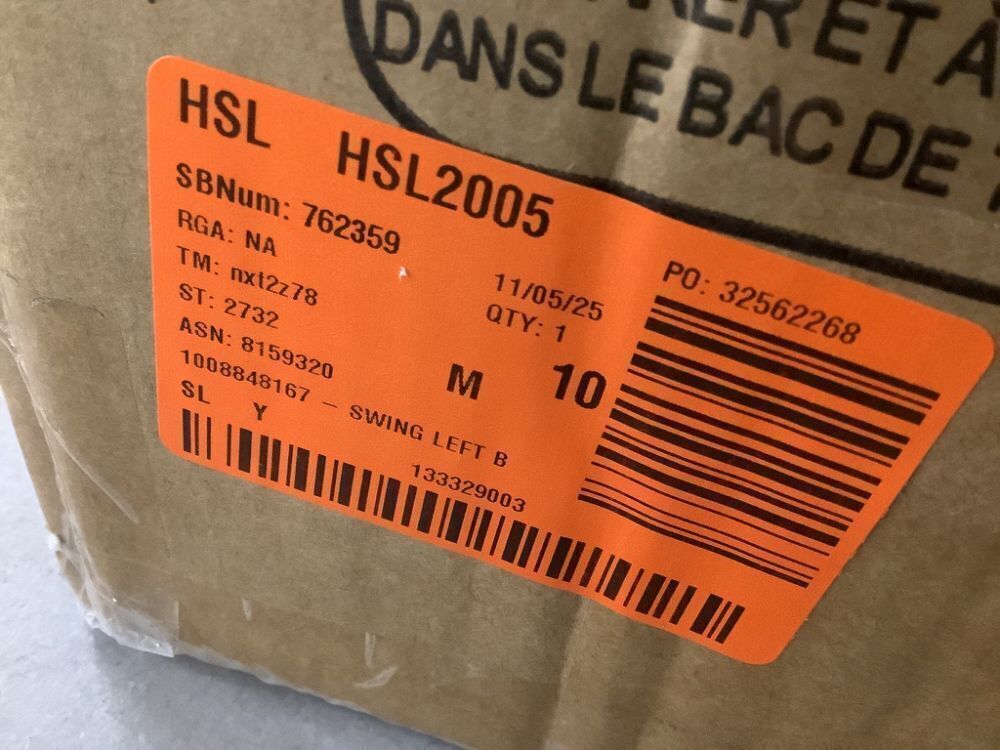 ET À
DANS LE BAC DE
HSL HSL2005
SBNum: 762359
RGA: NA
TM: nxt2z78
11/05/25
PO: 32562268
ST: 2732
QTY: 1
ASN: 8159320
M 10
1008848167 - SWING LEFT B
SL Y
133329003